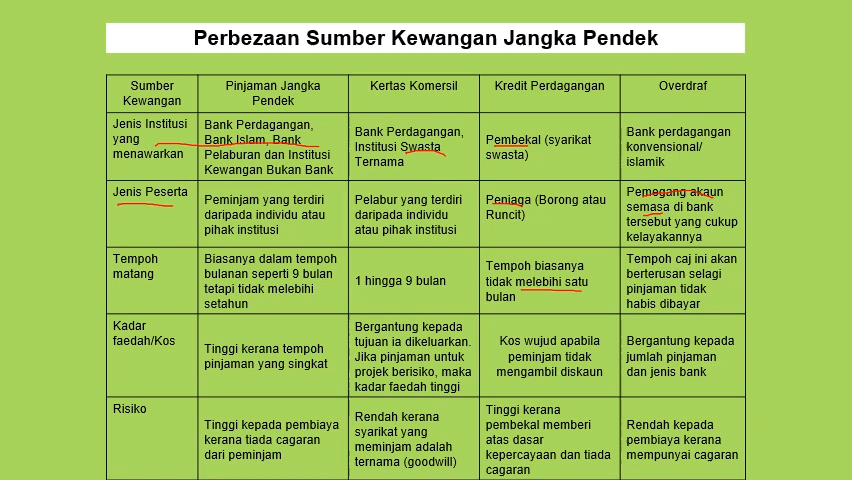 Perbezaan Sumber Kewangan Jangka Pendek
Sumber
Kewangan
Pinjaman Jangka
Pendek
Kertas Komersil
Kredit Perdagangan
Overdraf
Jenis Institusi
yang
menawarkan
Bank Perdagangan,
Bank Islam, Bank
Pelaburan dan Institusi
Kewangan Bukan Bank
Bank Perdagangan,
Institusi Swasta
Ternama
Pembekal (syarikat
swasta)
Bank perdagangan
konvensional/
islamik
Jenis Peserta
Peminjam yang terdiri
daripada individu atau
pihak institusi
Pelabur yang terdiri
daripada individu
atau pihak institusi
Peniaga (Borong atau
Runcit)
Pemegang akaun
semasa di bank
tersebut yang cukup
kelayakannya
Tempoh
matang
Biasanya dalam tempoh
bulanan seperti 9 bulan
tetapi tidak melebihi
setahun
1 hingga 9 bulan
Tempoh biasanya
tidak melebihi satu
bulan
Tempoh caj ini akan
berterusan selagi
pinjaman tidak
habis dibayar
Kadar
faedah/Kos
Tinggi kerana tempoh
pinjaman yang singkat
Bergantung kepada
tujuan ia dikeluarkan.
Jika pinjaman untuk
projek berisiko, maka
kadar faedah tinggi
Kos wujud apabila
peminjam tidak
mengambil diskaun
Bergantung kepada
jumlah pinjaman
dan jenis bank
Risiko
Tinggi kepada pembiaya
kerana tiada cagaran
dari peminjam
Rendah kerana
syarikat yang
meminjam adalah
ternama (goodwill)
Tinggi kerana
pembekal memberi
atas dasar
kepercayaan dan tiada
cagaran
Rendah kepada
pembiaya kerana
mempunyai cagaran